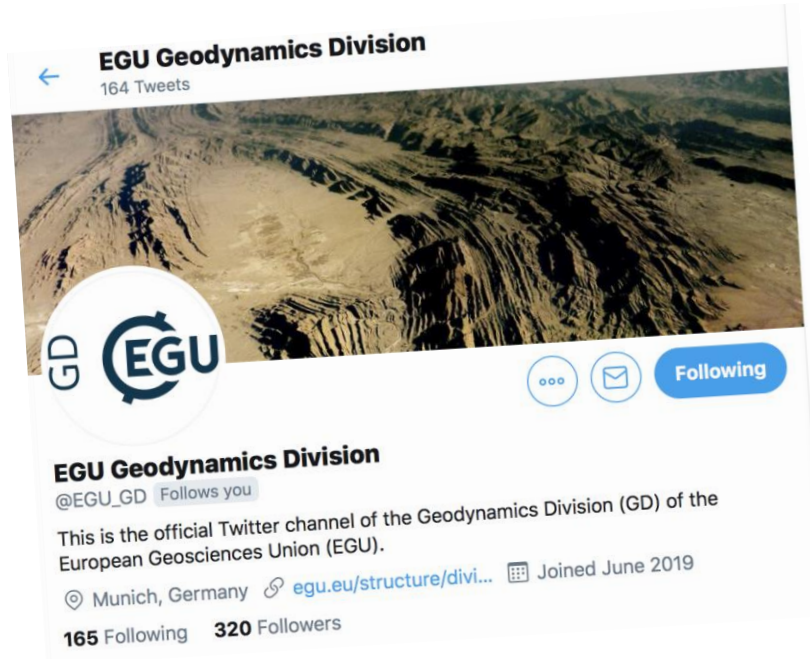 EGU Geodynamics Division
164 Tweets
GD
EGU
Following
EGU Geodynamics Division
@EGU_GD Follows you
This is the official Twitter channel of the Geodynamics Division (GD) of the
European Geosciences Union (EGU).
Munich, Germany egu.eu/structure/divi... Joined June 2019
165 Following 320 Followers